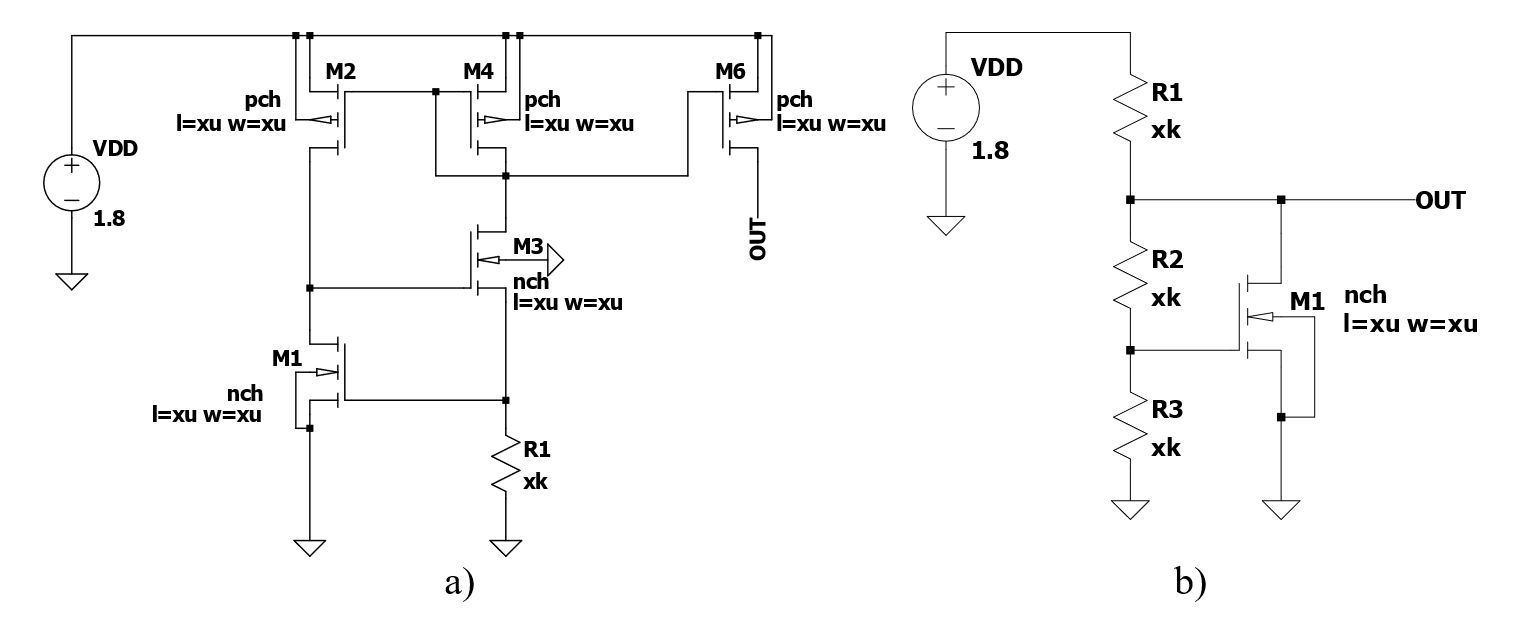 VDD
1.8
M2
pch
l=xu w=xu
M4
pch
l=xu w=xu
M6
pch
l=xu w=xu
OUT
M3
nch
l=xu w=xu
M1
nch
l=xu w=xu
R1
xk
a)
VDD
1.8
R1
xk
OUT
R2
xk
M1 nch
l=xu w=xu
R3
xk
b)